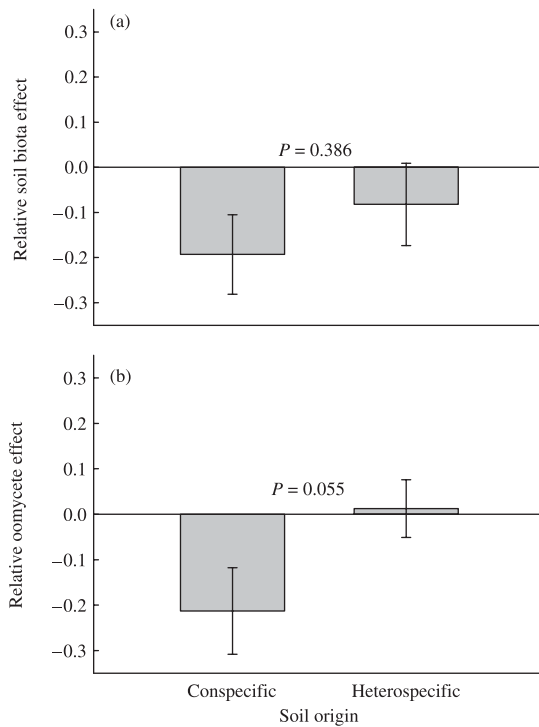 (a)
Relative soil biota effect
0.3
0.2
0.1
0.0
–0.1
–0.2
–0.3
P = 0.386
(b)
Relative oomycete effect
0.3
0.2
0.1
0.0
–0.1
–0.2
–0.3
P = 0.055
Conspecific Heterospecific
Soil origin